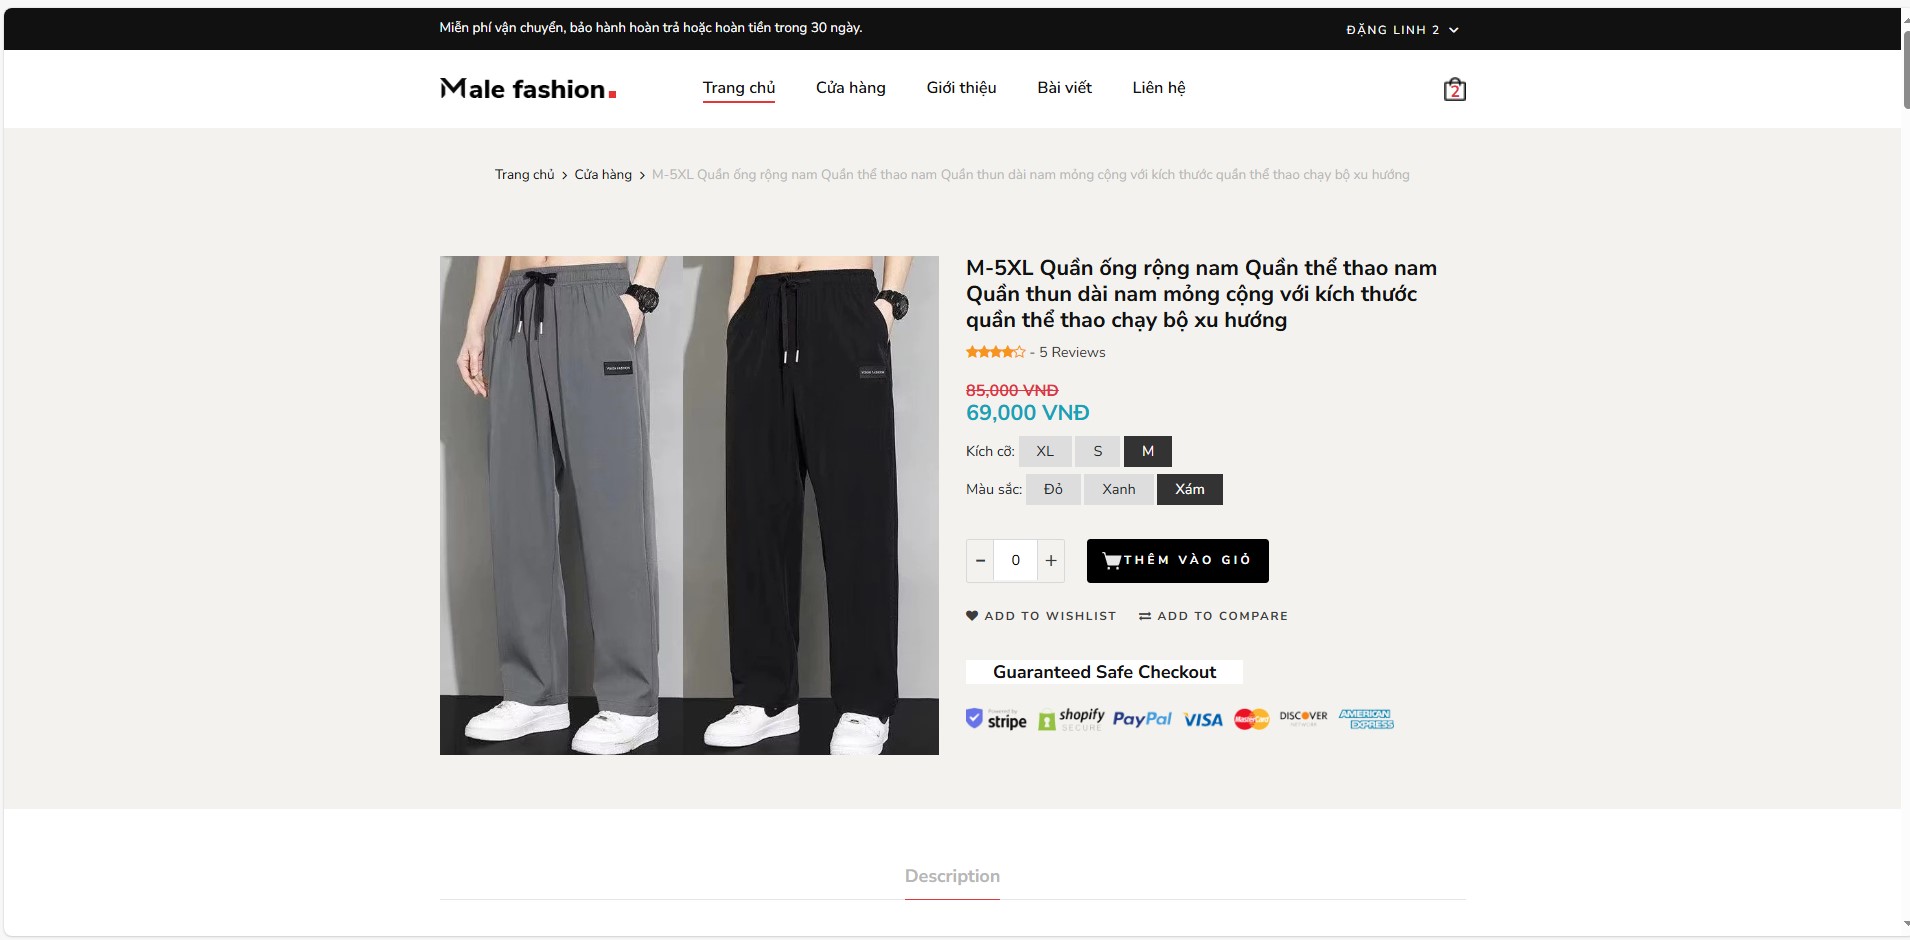 Miễn phí vận chuyển, bảo hành hoàn trả hoặc hoàn tiền trong 30 ngày.
ĐẶNG LINH 2
Male fashion.
Trang chủ Cửa hàng Giới thiệu Bài viết Liên hệ
2
Trang chủ > Cửa hàng > M-5XL Quần ống rộng nam Quần thể thao nam Quần thun dài nam mỏng cộng với kích thước quần thể thao chạy bộ xu hướng
M-5XL Quần ống rộng nam Quần thể thao nam
Quần thun dài nam mỏng cộng với kích thước
quần thể thao chạy bộ xu hướng
- 5 Reviews
85,000 VNĐ
69,000 VNĐ
Kích cỡ: XL S M
Màu sắc: Đỏ Xanh Xám
- 0 +
THÊM VÀO GIỎ
ADD TO WISHLIST
ADD TO COMPARE
Guaranteed Safe Checkout
Powered by
stripe
shopify
SECURE
PayPal
VISA
MasterCard
DISCOVER
NETWORK
AMERICAN
EXPRESS
Description